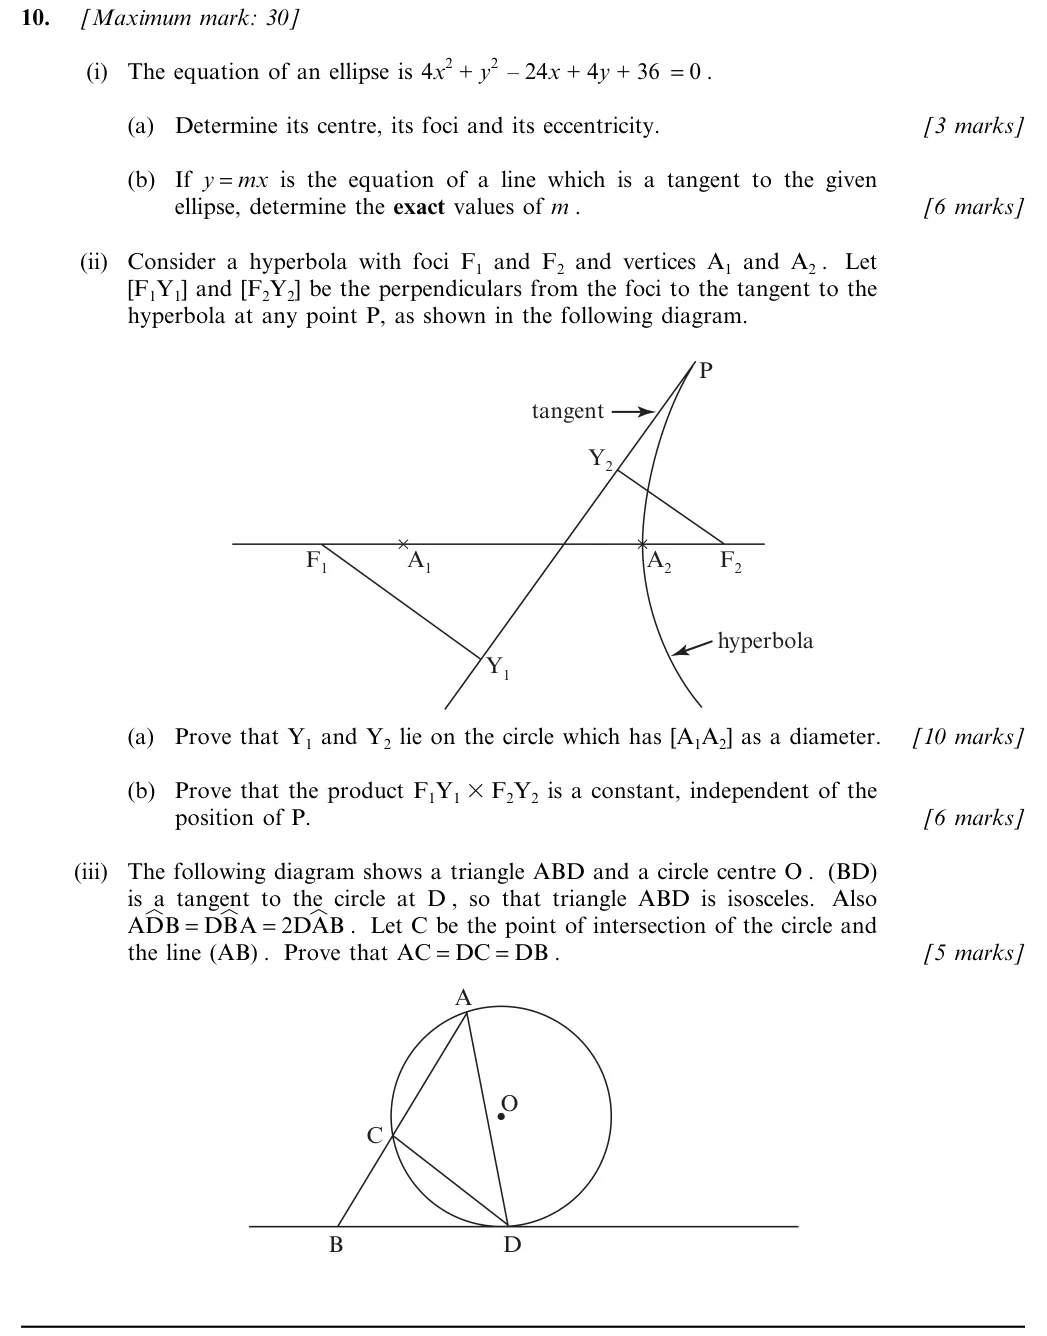 10. [Maximum mark: 30]
(i) The equation of an ellipse is 4x² + y² – 24x + 4y + 36 = 0 .
(a) Determine its centre, its foci and its eccentricity. [3 marks]
(b) If y = mx is the equation of a line which is a tangent to the given
ellipse, determine the exact values of m . [6 marks]
(ii) Consider a hyperbola with foci F₁ and F₂ and vertices A₁ and A₂ . Let
[F₁Y₁] and [F₂Y₂] be the perpendiculars from the foci to the tangent to the
hyperbola at any point P, as shown in the following diagram.
P
tangent
Y₂
F₁ A₁ A₂ F₂
hyperbola
Y₁
(a) Prove that Y₁ and Y₂ lie on the circle which has [A₁A₂] as a diameter. [10 marks]
(b) Prove that the product F₁Y₁ × F₂Y₂ is a constant, independent of the
position of P. [6 marks]
(iii) The following diagram shows a triangle ABD and a circle centre O . (BD)
is a tangent to the circle at D , so that triangle ABD is isosceles. Also
AD̂B = DB̂A = 2DÂB . Let C be the point of intersection of the circle and
the line (AB) . Prove that AC = DC = DB . [5 marks]
A
O
C
B D